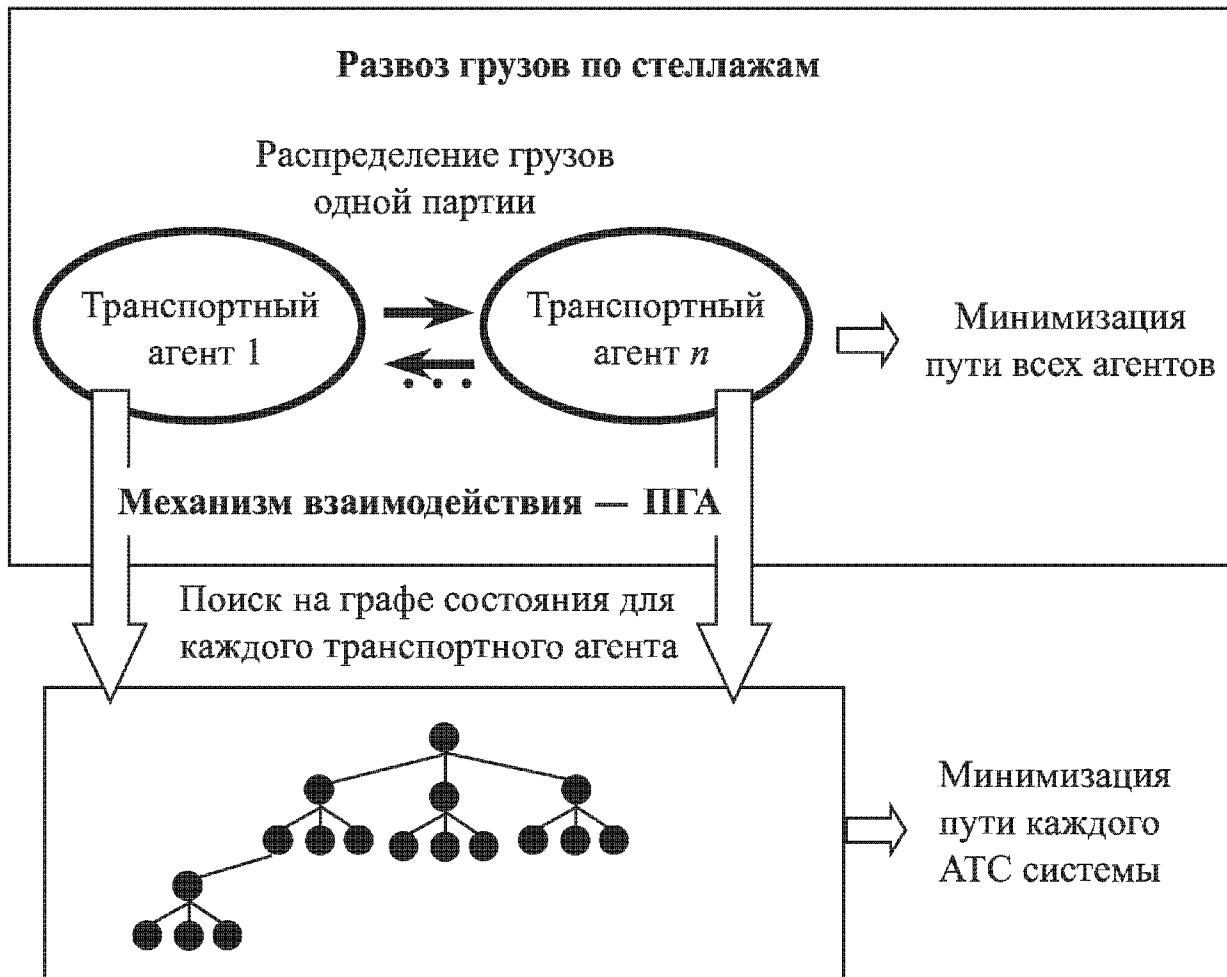 Развоз грузов по стеллажам
Распределение грузов
одной партии
Транспортный
агент 1
Транспортный
агент n
Минимизация
пути всех агентов
Механизм взаимодействия — ПГА
Поиск на графе состояния для
каждого транспортного агента
Минимизация
пути каждого
АТС системы